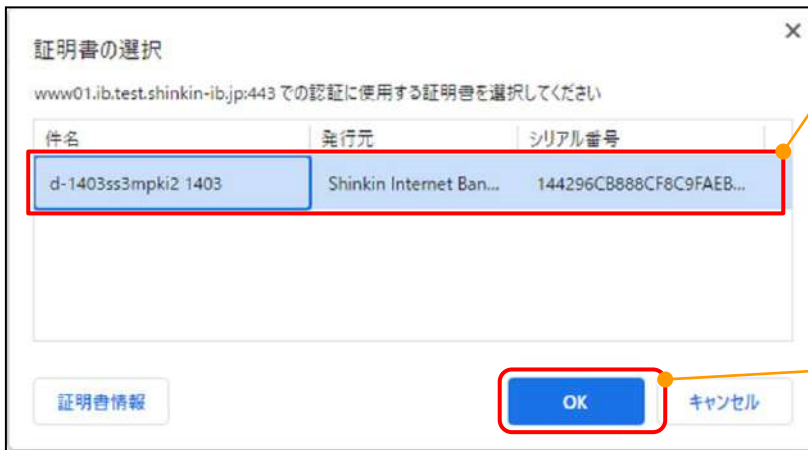 証明書の選択
www01.ib.test.shinkin-ib.jp:443 での認証に使用する証明書を選択してください
件名 発行元 シリアル番号
d-1403ss3mpki2 1403 Shinkin Internet Ban... 144296CB888CF8C9FAEB...
証明書情報 OK キャンセル